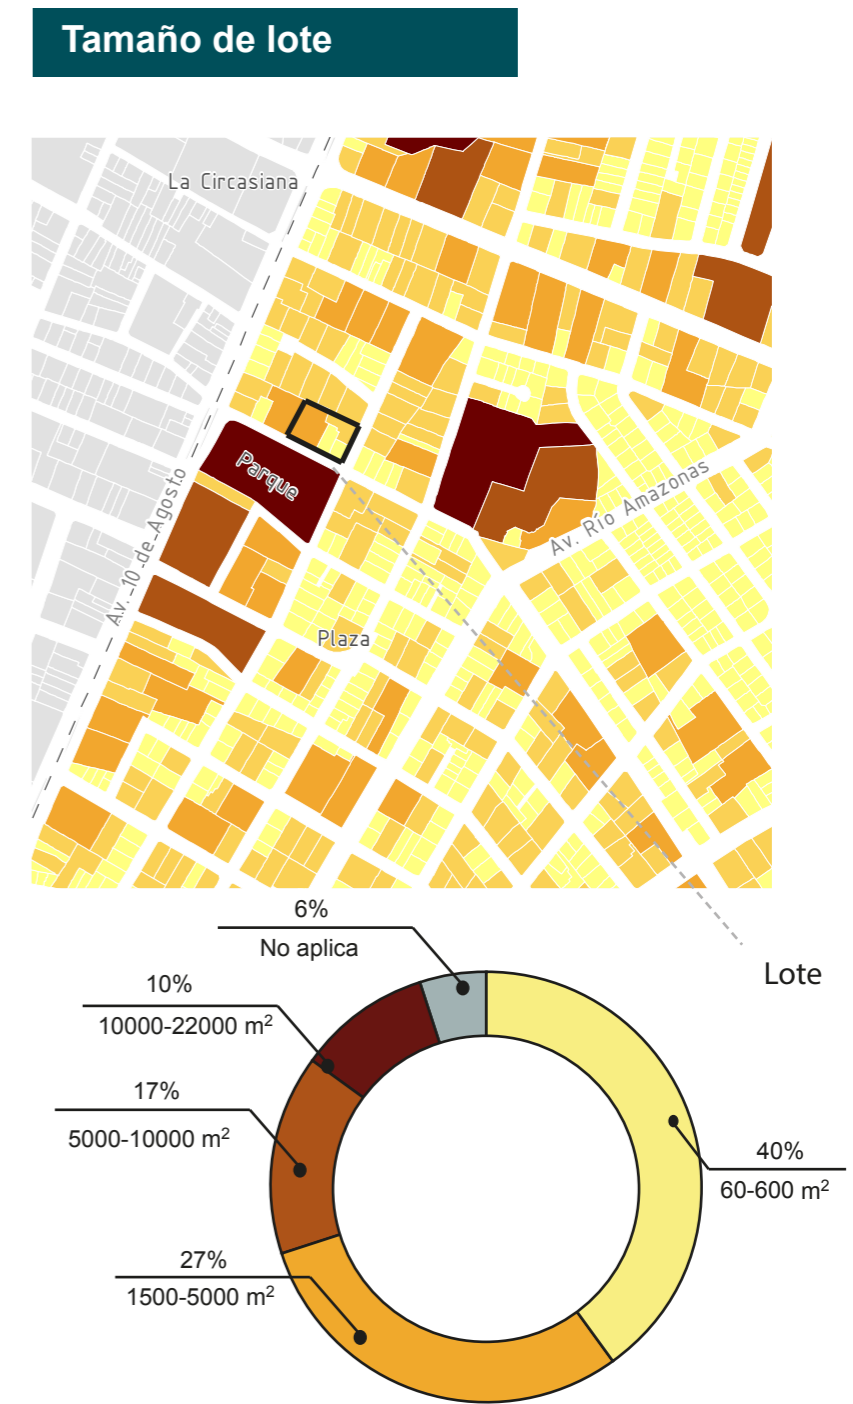 Tamaño de lote
La Circasiana
Parque
Av. 10 de Agosto
Av. Río Amazonas
Plaza
Lote
6%
No aplica
10%
10000-22000 m²
17%
5000-10000 m²
40%
60-600 m²
27%
1500-5000 m²